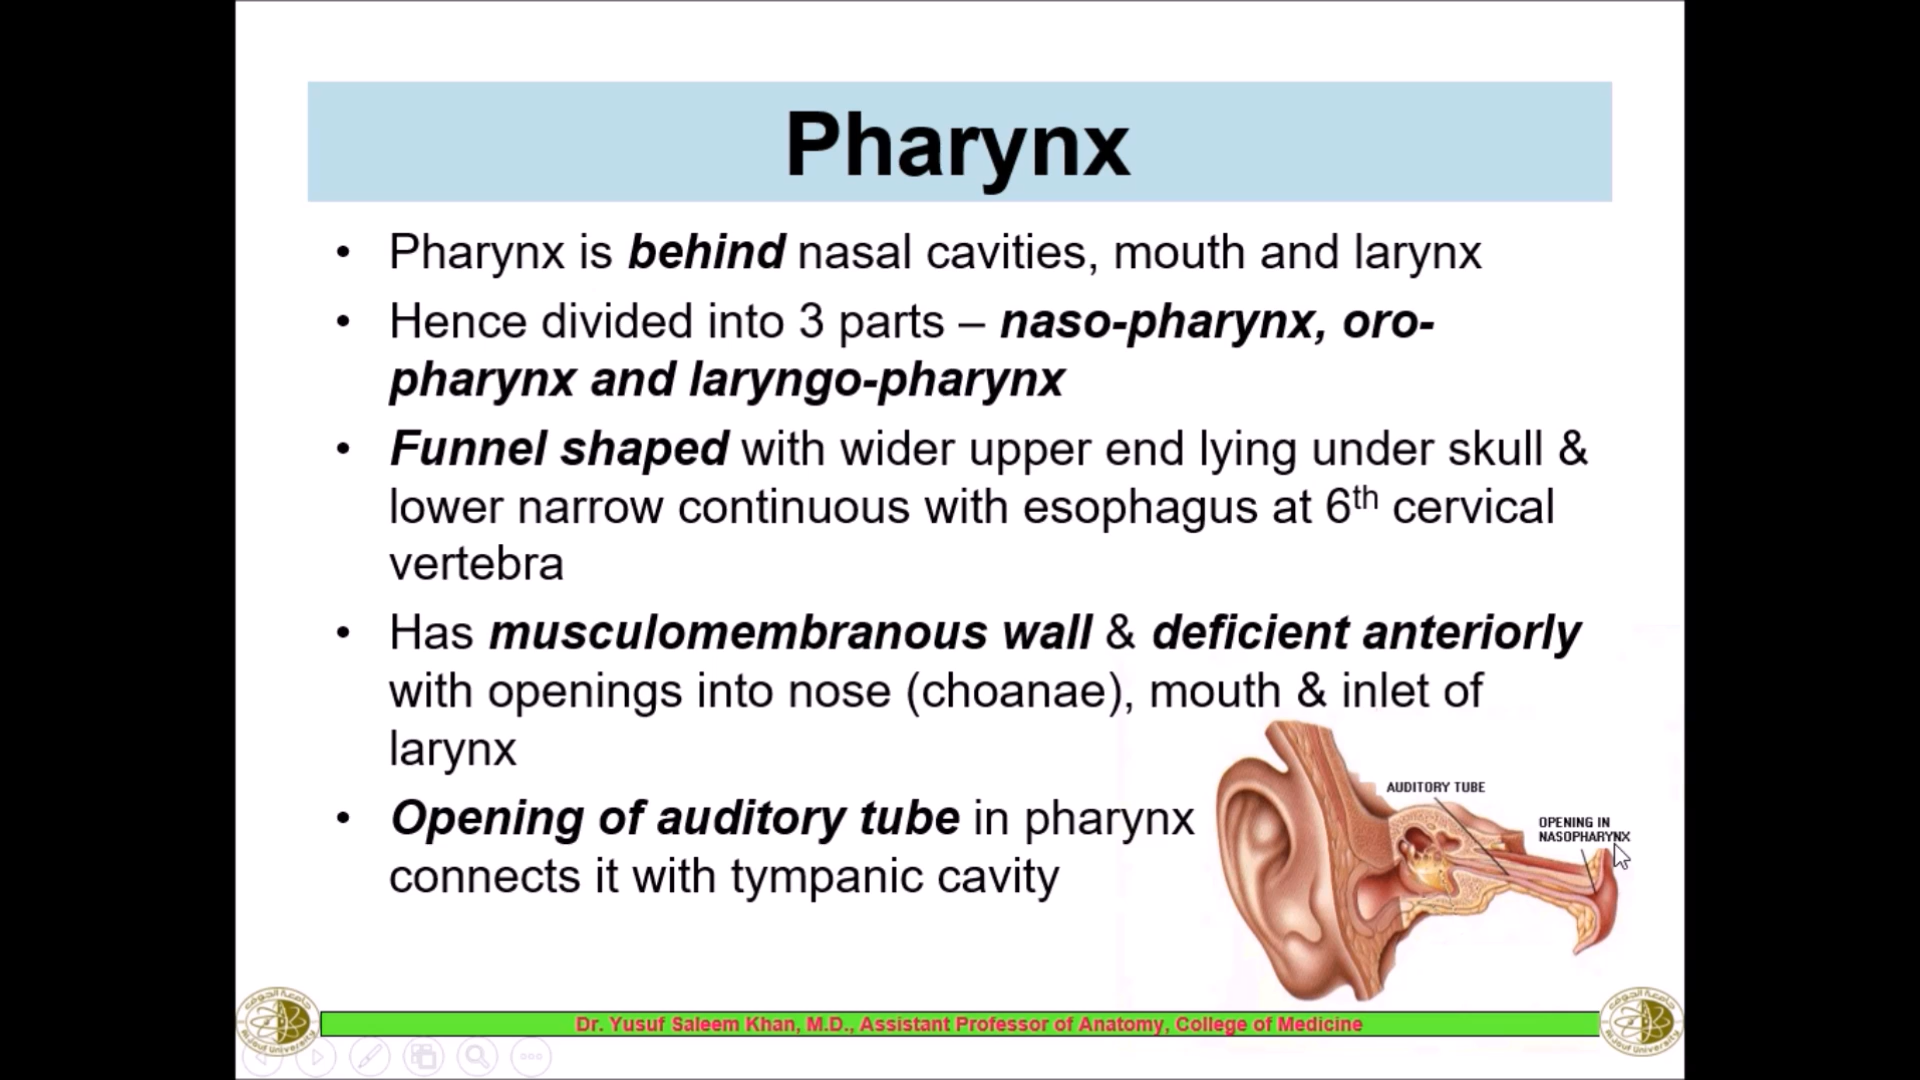 Pharynx
• Pharynx is behind nasal cavities, mouth and larynx
• Hence divided into 3 parts – naso-pharynx, oro-
pharynx and laryngo-pharynx
• Funnel shaped with wider upper end lying under skull &
lower narrow continuous with esophagus at 6th cervical
vertebra
• Has musculomembranous wall & deficient anteriorly
with openings into nose (choanae), mouth & inlet of
larynx
• Opening of auditory tube in pharynx
connects it with tympanic cavity
AUDITORY TUBE
OPENING IN
NASOPHARYNX
Dr. Yusuf Saleem Khan, M.D., Assistant Professor of Anatomy, College of Medicine